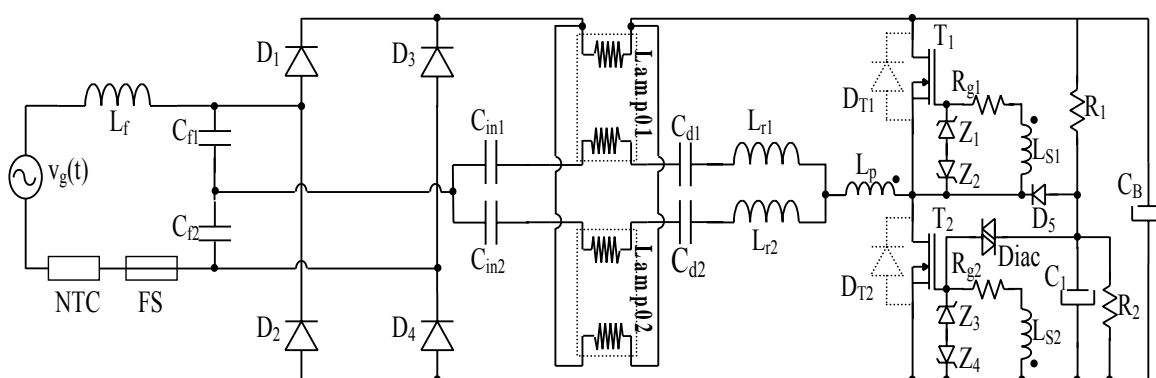 D1
D3
Lf
Cf1
vg(t)
Cf2
NTC
FS
D2
D4
Cin1
Cin2
Lamp01
Lamp02
Cd1
Cd2
Lr1
Lr2
Lp
T1
DT1
Rg1
Z1
Z2
LS1
D5
R1
CB
T2
DT2
Diac
Rg2
Z3
Z4
LS2
C1
R2